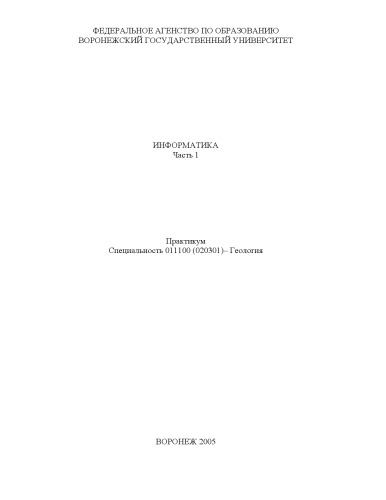 ФЕДЕРАЛЬНОЕ АГЕНСТВО ПО ОБРАЗОВАНИЮ
ВОРОНЕЖСКИЙ ГОСУДАРСТВЕННЫЙ УНИВЕРСИТЕТ
ИНФОРМАТИКА
Часть 1
Практикум
Специальность 011100 (020301)– Геология
ВОРОНЕЖ 2005